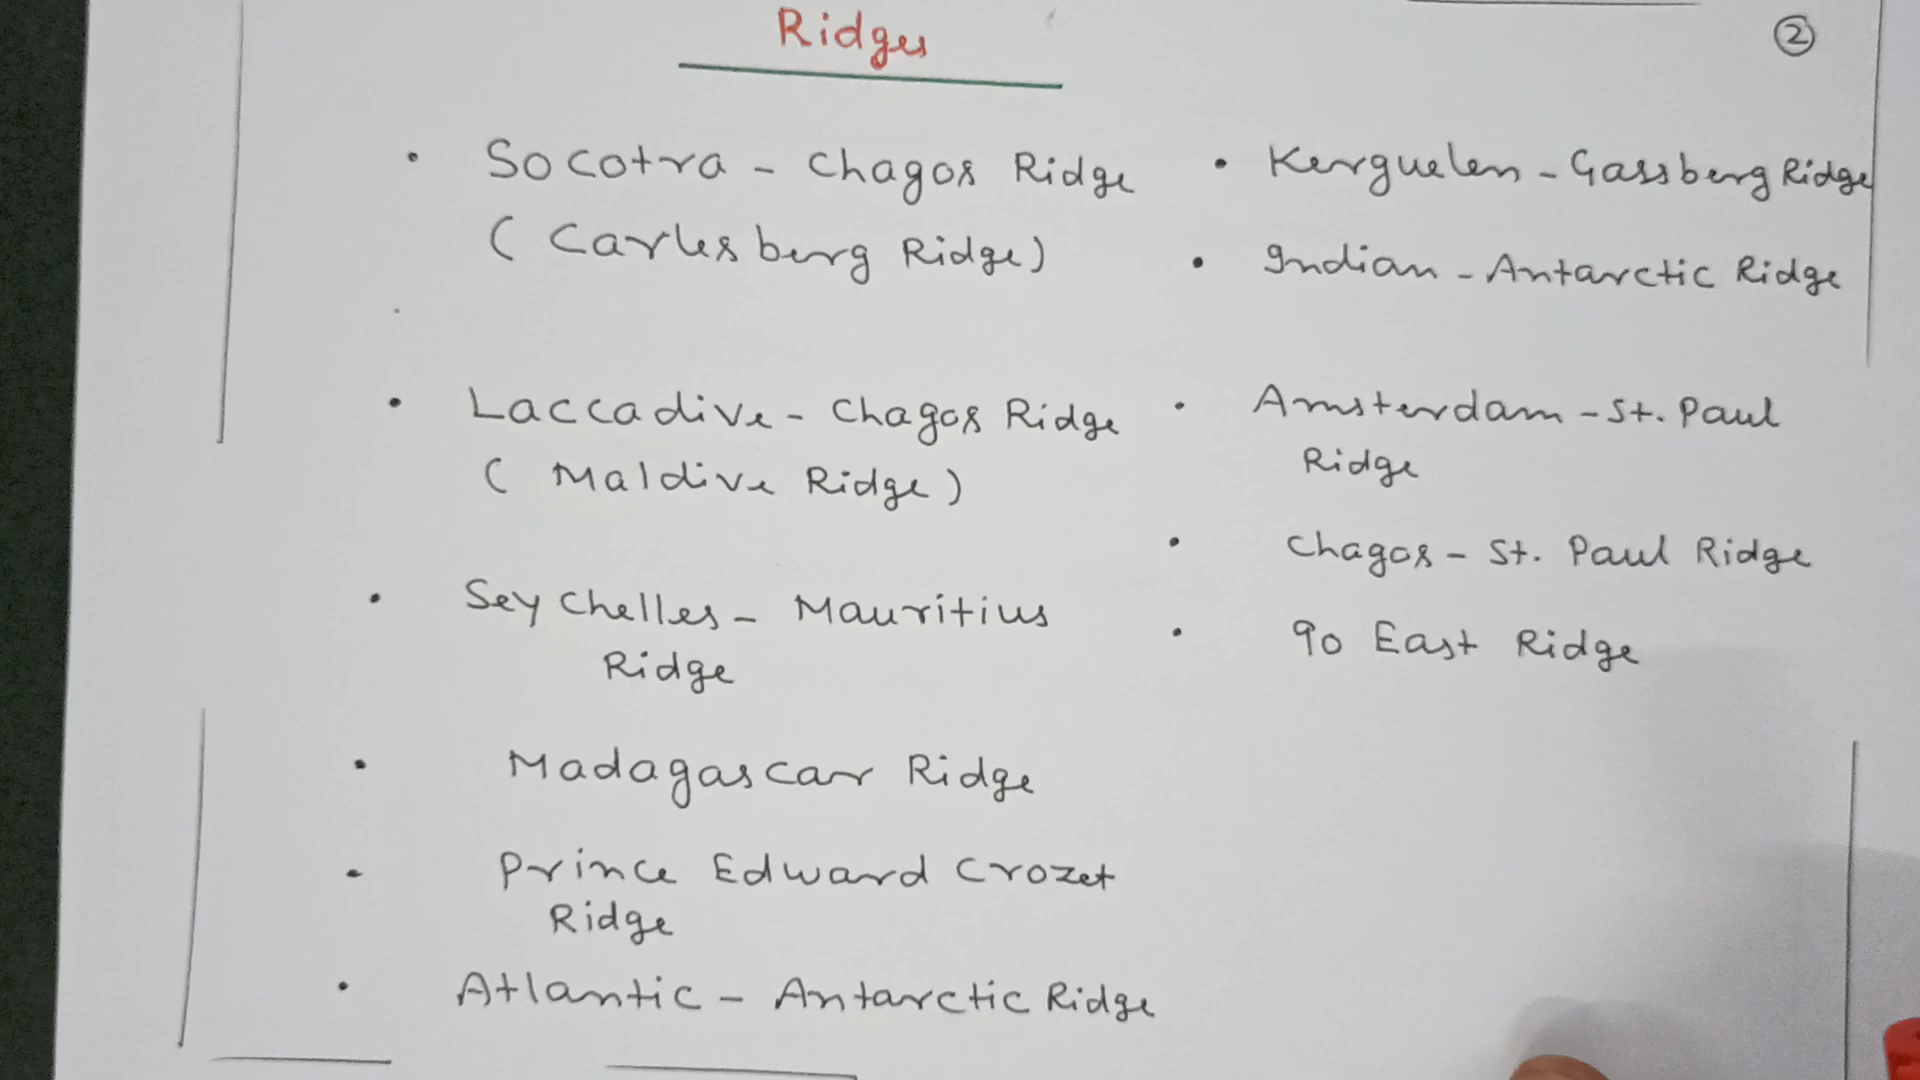 Ridges
②
• Socotra - Chagos Ridge
( Carlesberg Ridge)
• Laccadive - Chagos Ridge
( Maldive Ridge)
• Seychelles - Mauritius
Ridge
• Madagascar Ridge
• Prince Edward Crozet
Ridge
• Atlantic - Antarctic Ridge
• Kerguelen - Gassberg Ridge
• Indian - Antarctic Ridge
• Amsterdam - St. Paul
Ridge
• Chagos - St. Paul Ridge
• 90 East Ridge